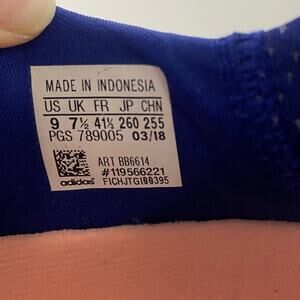 MADE IN INDONESIA
US UK FR JP CHN
9 7½ 41⅓ 260 255
PGS 789005 03/18
ART BB6614
#119566221
adidas FICHJTGI00395